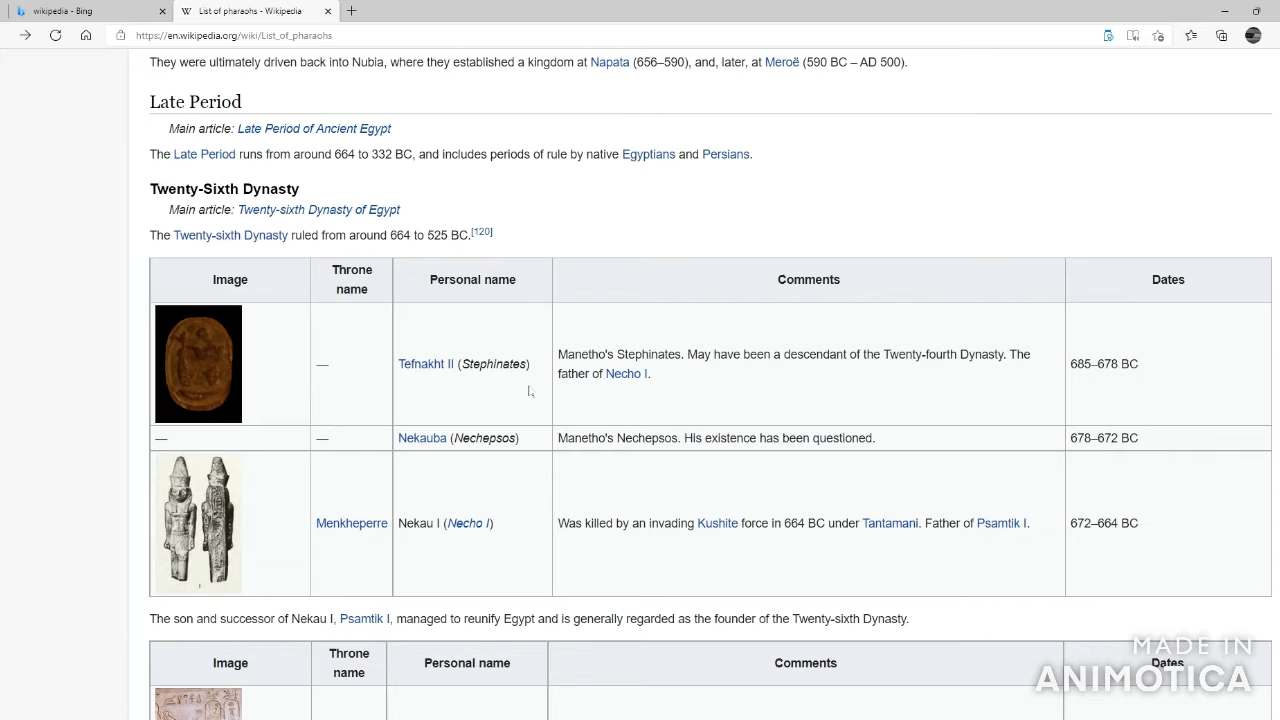 wikipedia - Bing
List of pharaohs - Wikipedia
https://en.wikipedia.org/wiki/List_of_pharaohs
They were ultimately driven back into Nubia, where they established a kingdom at Napata (656–590), and, later, at Meroë (590 BC – AD 500).
Late Period
Main article: Late Period of Ancient Egypt
The Late Period runs from around 664 to 332 BC, and includes periods of rule by native Egyptians and Persians.
Twenty-Sixth Dynasty
Main article: Twenty-sixth Dynasty of Egypt
The Twenty-sixth Dynasty ruled from around 664 to 525 BC.[120]
Image
Throne
name
Personal name
Comments
Dates
—
Tefnakht II (Stephinates)
Manetho's Stephinates. May have been a descendant of the Twenty-fourth Dynasty. The
father of Necho I.
685–678 BC
—
—
Nekauba (Nechepsos)
Manetho's Nechepsos. His existence has been questioned.
678–672 BC
Menkheperre
Nekau I (Necho I)
Was killed by an invading Kushite force in 664 BC under Tantamani. Father of Psamtik I.
672–664 BC
The son and successor of Nekau I, Psamtik I, managed to reunify Egypt and is generally regarded as the founder of the Twenty-sixth Dynasty.
Image
Throne
name
Personal name
Comments
Dates
MADE IN
ANIMOTICA